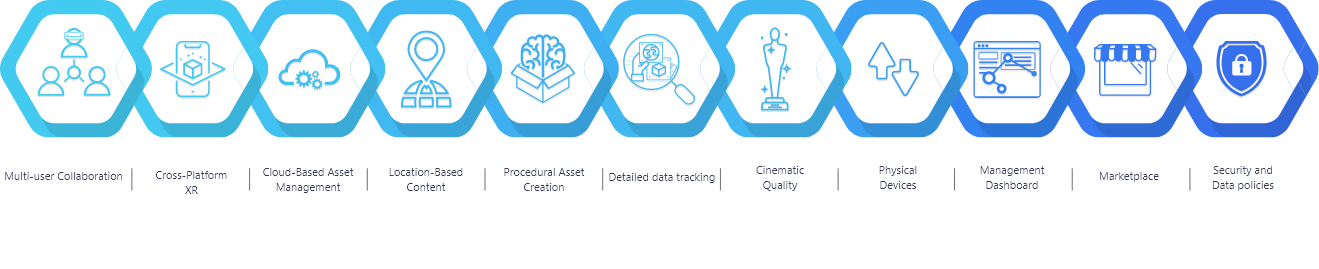 Multi-user Collaboration
Cross-Platform
XR
Cloud-Based Asset
Management
Location-Based
Content
Procedural Asset
Creation
Detailed data tracking
Cinematic
Quality
Physical
Devices
Management
Dashboard
Marketplace
Security and
Data policies